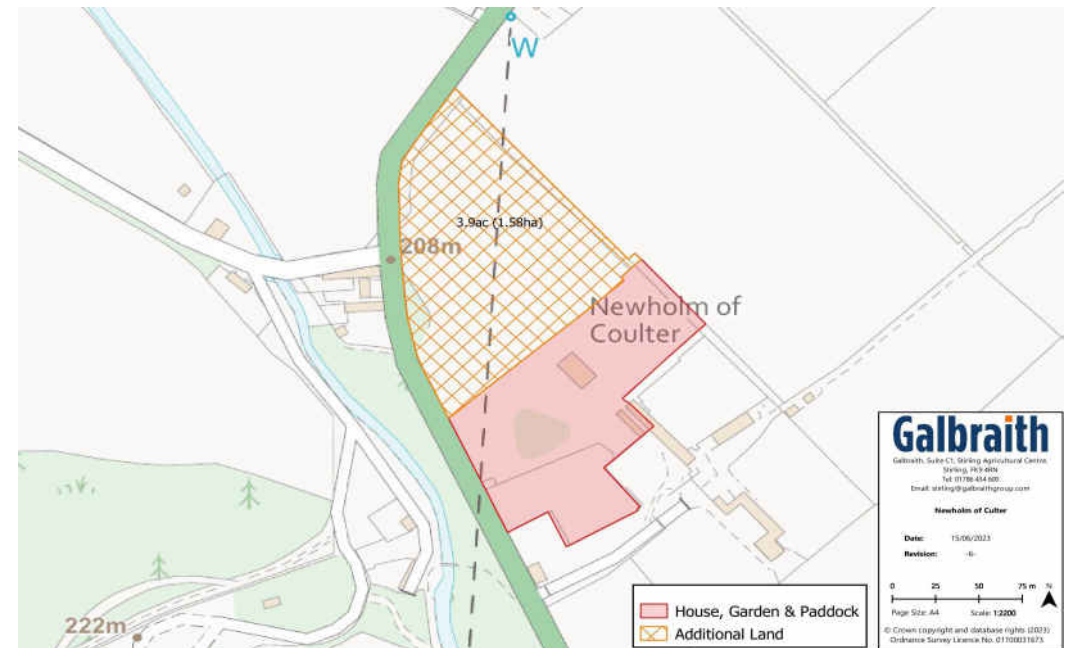 W
3.9ac (1.58ha)
208m
Newholm of
Coulter
222m
House, Garden & Paddock
Additional Land
Galbraith
Galbraith, Suite C1, Stirling Agricultural Centre,
Stirling, FK9 4RN
Tel: 01786 434 600
Email: stirling@galbraithgroup.com
Newholm of Culter
Date: 15/06/2023
Revision: -6-
0 25 50 75 m N
Page Size: A4 Scale: 1:2200
© Crown copyright and database rights (2023)
Ordnance Survey Licence No. 01100031673